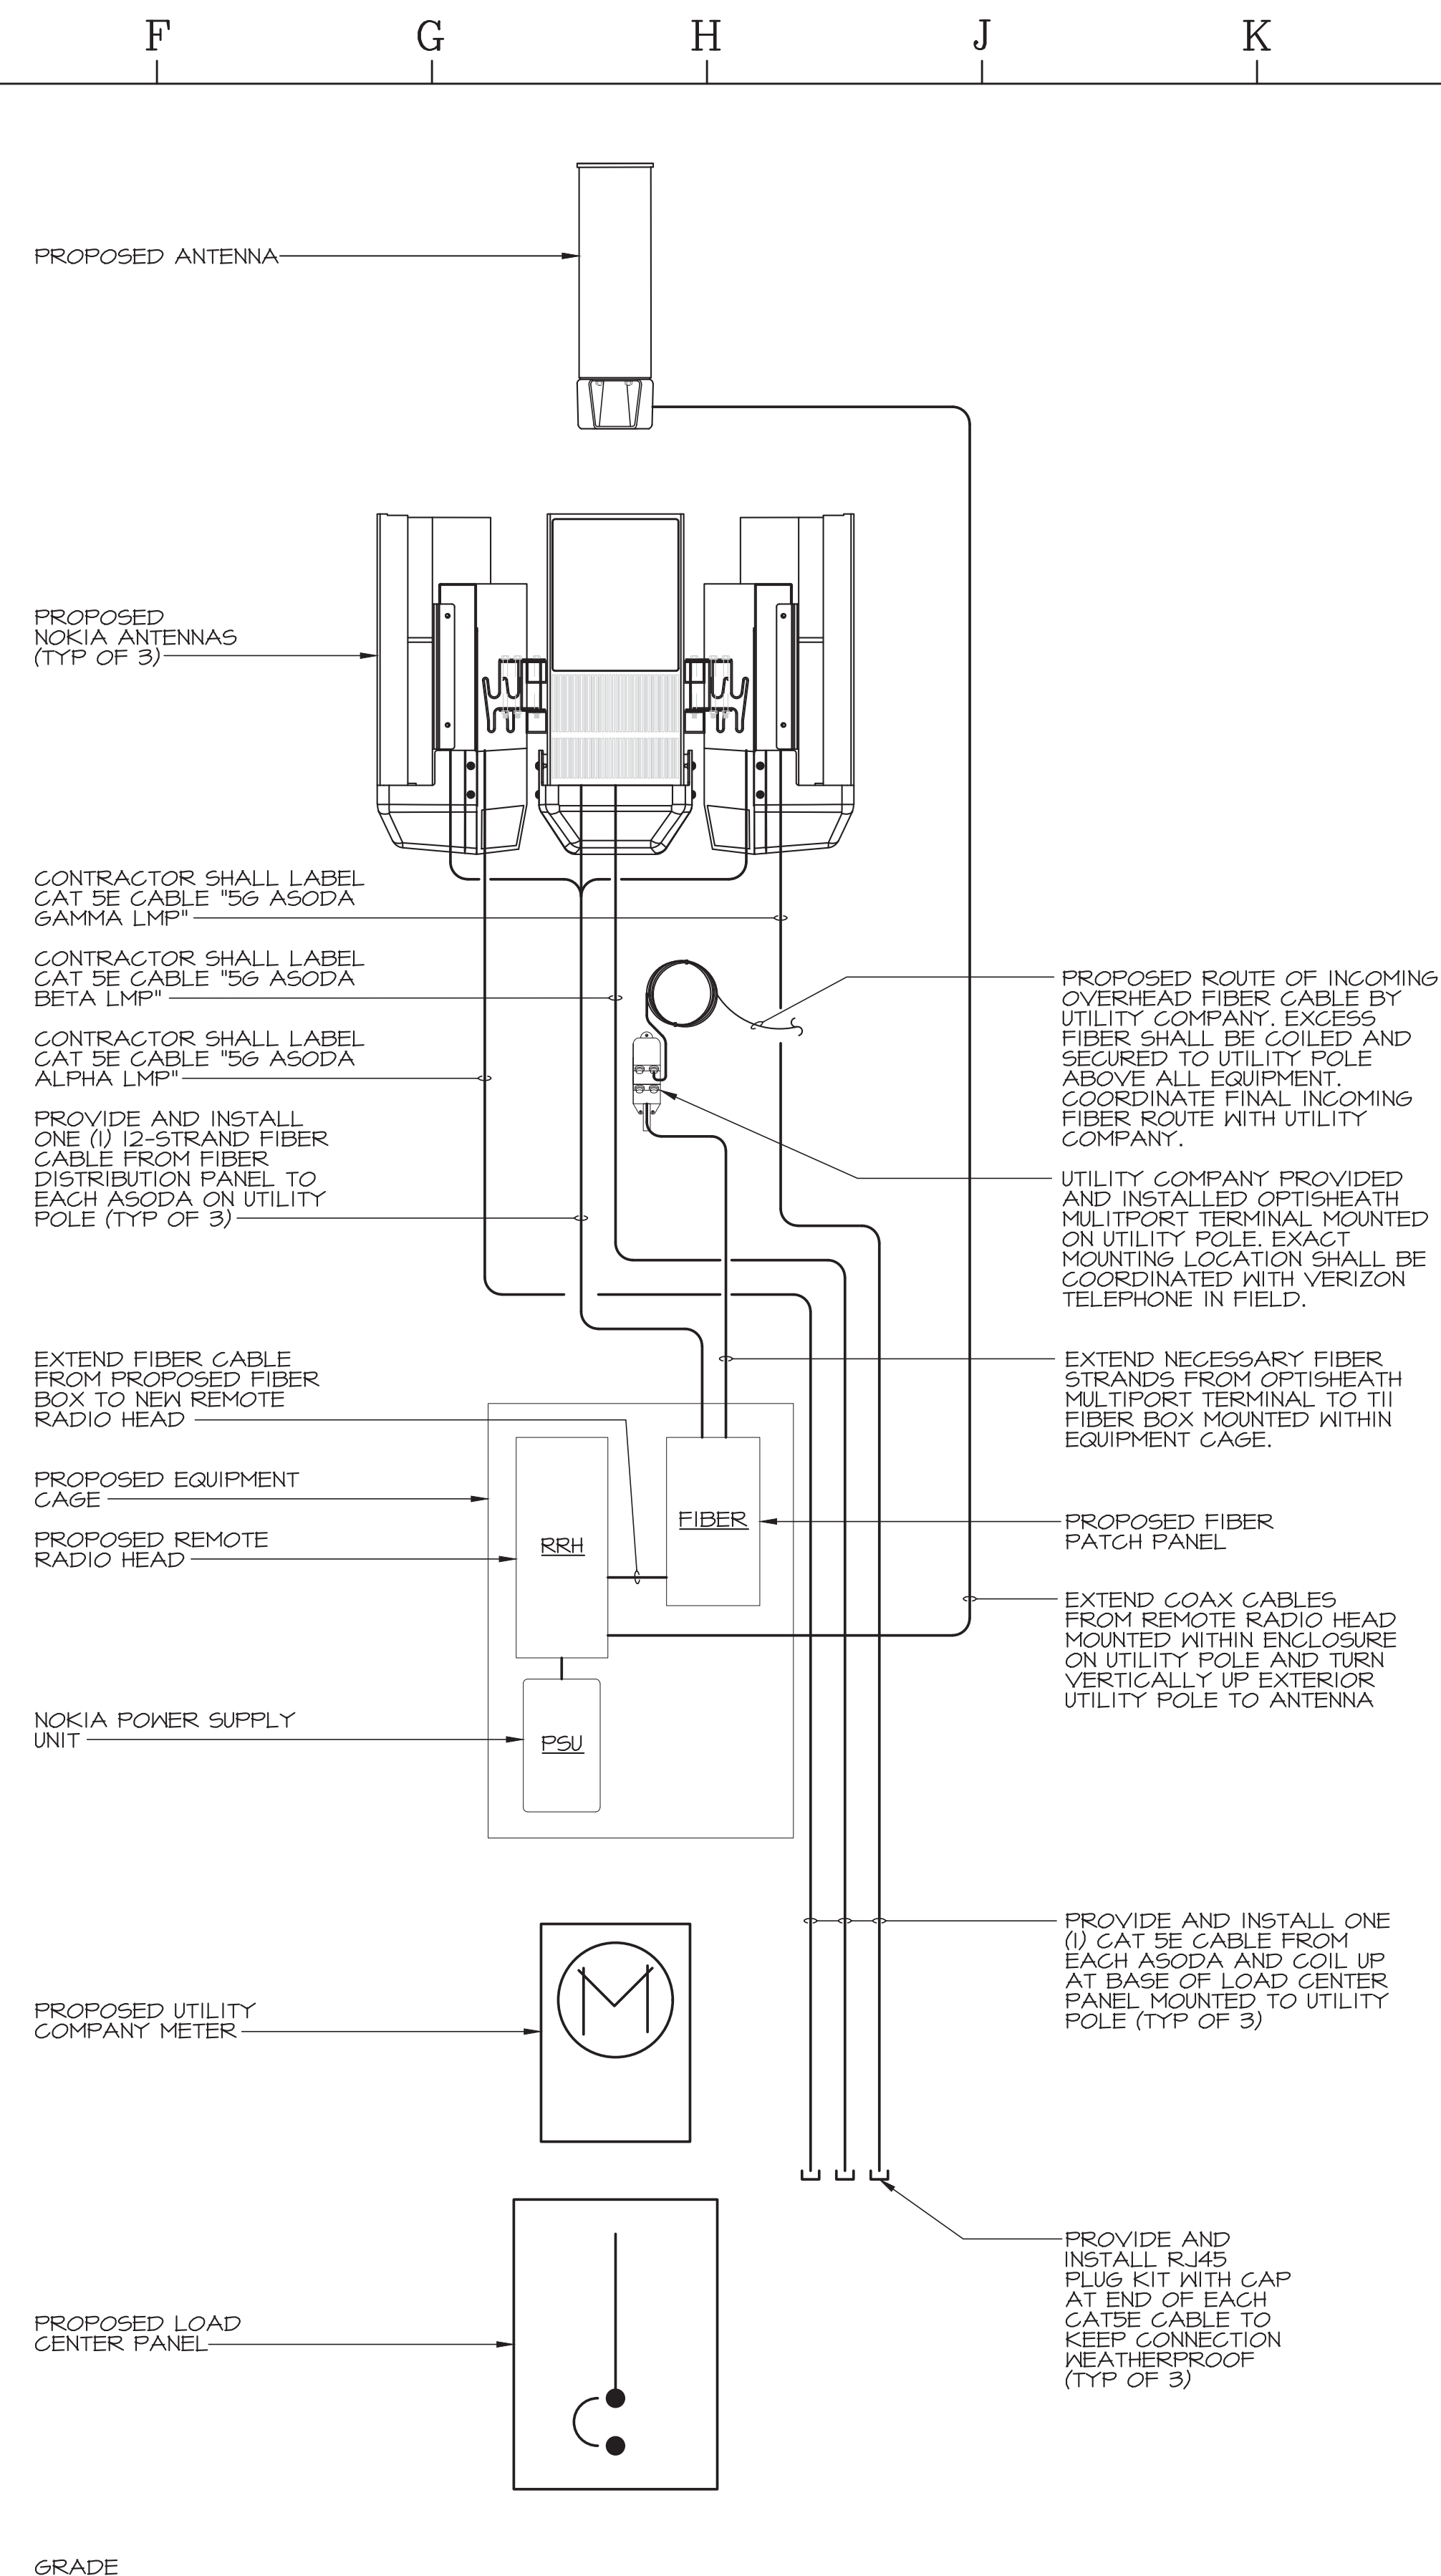 F G H J K
PROPOSED ANTENNA
PROPOSED
NOKIA ANTENNAS
(TYP OF 3)
CONTRACTOR SHALL LABEL
CAT 5E CABLE "5G ASODA
GAMMA LMP"
CONTRACTOR SHALL LABEL
CAT 5E CABLE "5G ASODA
BETA LMP"
CONTRACTOR SHALL LABEL
CAT 5E CABLE "5G ASODA
ALPHA LMP"
PROVIDE AND INSTALL
ONE (1) 12-STRAND FIBER
CABLE FROM FIBER
DISTRIBUTION PANEL TO
EACH ASODA ON UTILITY
POLE (TYP OF 3)
PROPOSED ROUTE OF INCOMING
OVERHEAD FIBER CABLE BY
UTILITY COMPANY. EXCESS
FIBER SHALL BE COILED AND
SECURED TO UTILITY POLE
ABOVE ALL EQUIPMENT.
COORDINATE FINAL INCOMING
FIBER ROUTE WITH UTILITY
COMPANY.
UTILITY COMPANY PROVIDED
AND INSTALLED OPTISHEATH
MULITPORT TERMINAL MOUNTED
ON UTILITY POLE. EXACT
MOUNTING LOCATION SHALL BE
COORDINATED WITH VERIZON
TELEPHONE IN FIELD.
EXTEND FIBER CABLE
FROM PROPOSED FIBER
BOX TO NEW REMOTE
RADIO HEAD
EXTEND NECESSARY FIBER
STRANDS FROM OPTISHEATH
MULTIPORT TERMINAL TO TII
FIBER BOX MOUNTED WITHIN
EQUIPMENT CAGE.
PROPOSED EQUIPMENT
CAGE
PROPOSED REMOTE
RADIO HEAD
RRH
FIBER
PROPOSED FIBER
PATCH PANEL
EXTEND COAX CABLES
FROM REMOTE RADIO HEAD
MOUNTED WITHIN ENCLOSURE
ON UTILITY POLE AND TURN
VERTICALLY UP EXTERIOR
UTILITY POLE TO ANTENNA
NOKIA POWER SUPPLY
UNIT
PSU
PROVIDE AND INSTALL ONE
(1) CAT 5E CABLE FROM
EACH ASODA AND COIL UP
AT BASE OF LOAD CENTER
PANEL MOUNTED TO UTILITY
POLE (TYP OF 3)
M
PROPOSED UTILITY
COMPANY METER
PROVIDE AND
INSTALL RJ45
PLUG KIT WITH CAP
AT END OF EACH
CAT5E CABLE TO
KEEP CONNECTION
WEATHERPROOF
(TYP OF 3)
PROPOSED LOAD
CENTER PANEL
GRADE